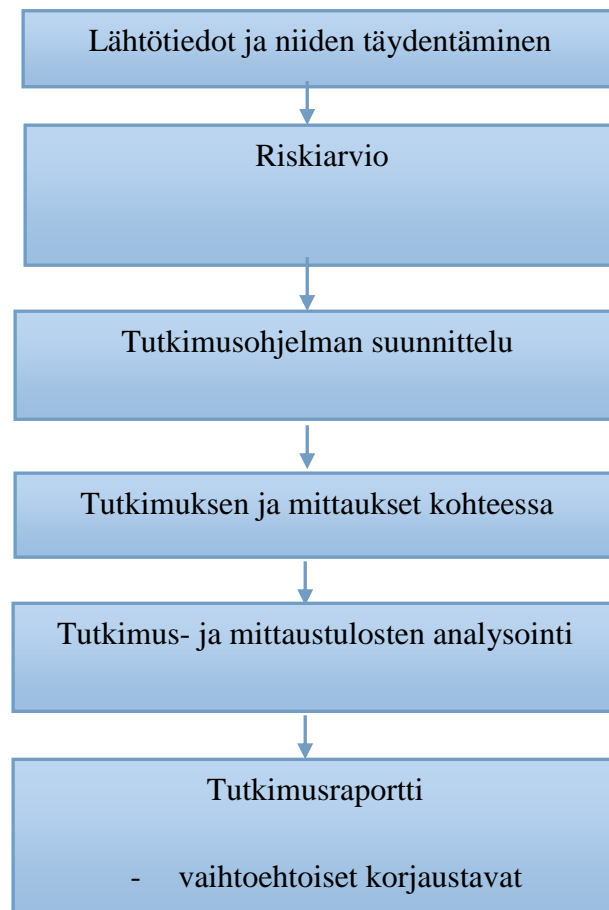 Lähtötiedot ja niiden täydentäminen
Riskiarvio
Tutkimusohjelman suunnittelu
Tutkimuksen ja mittaukset kohteessa
Tutkimus- ja mittaustulosten analysointi
Tutkimusraportti
- vaihtoehtoiset korjaustavat